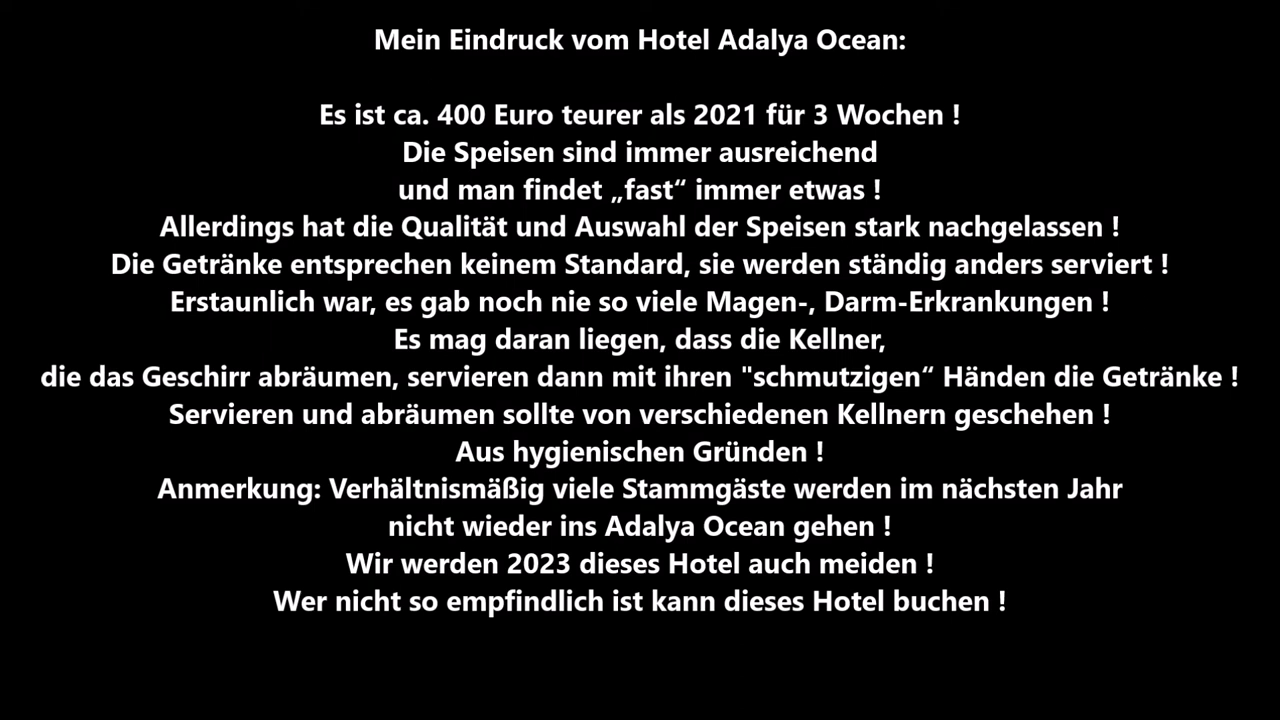 Mein Eindruck vom Hotel Adalya Ocean:
Es ist ca. 400 Euro teurer als 2021 für 3 Wochen !
Die Speisen sind immer ausreichend
und man findet „fast“ immer etwas !
Allerdings hat die Qualität und Auswahl der Speisen stark nachgelassen !
Die Getränke entsprechen keinem Standard, sie werden ständig anders serviert !
Erstaunlich war, es gab noch nie so viele Magen-, Darm-Erkrankungen !
Es mag daran liegen, dass die Kellner,
die das Geschirr abräumen, servieren dann mit ihren "schmutzigen“ Händen die Getränke !
Servieren und abräumen sollte von verschiedenen Kellnern geschehen !
Aus hygienischen Gründen !
Anmerkung: Verhältnismäßig viele Stammgäste werden im nächsten Jahr
nicht wieder ins Adalya Ocean gehen !
Wir werden 2023 dieses Hotel auch meiden !
Wer nicht so empfindlich ist kann dieses Hotel buchen !